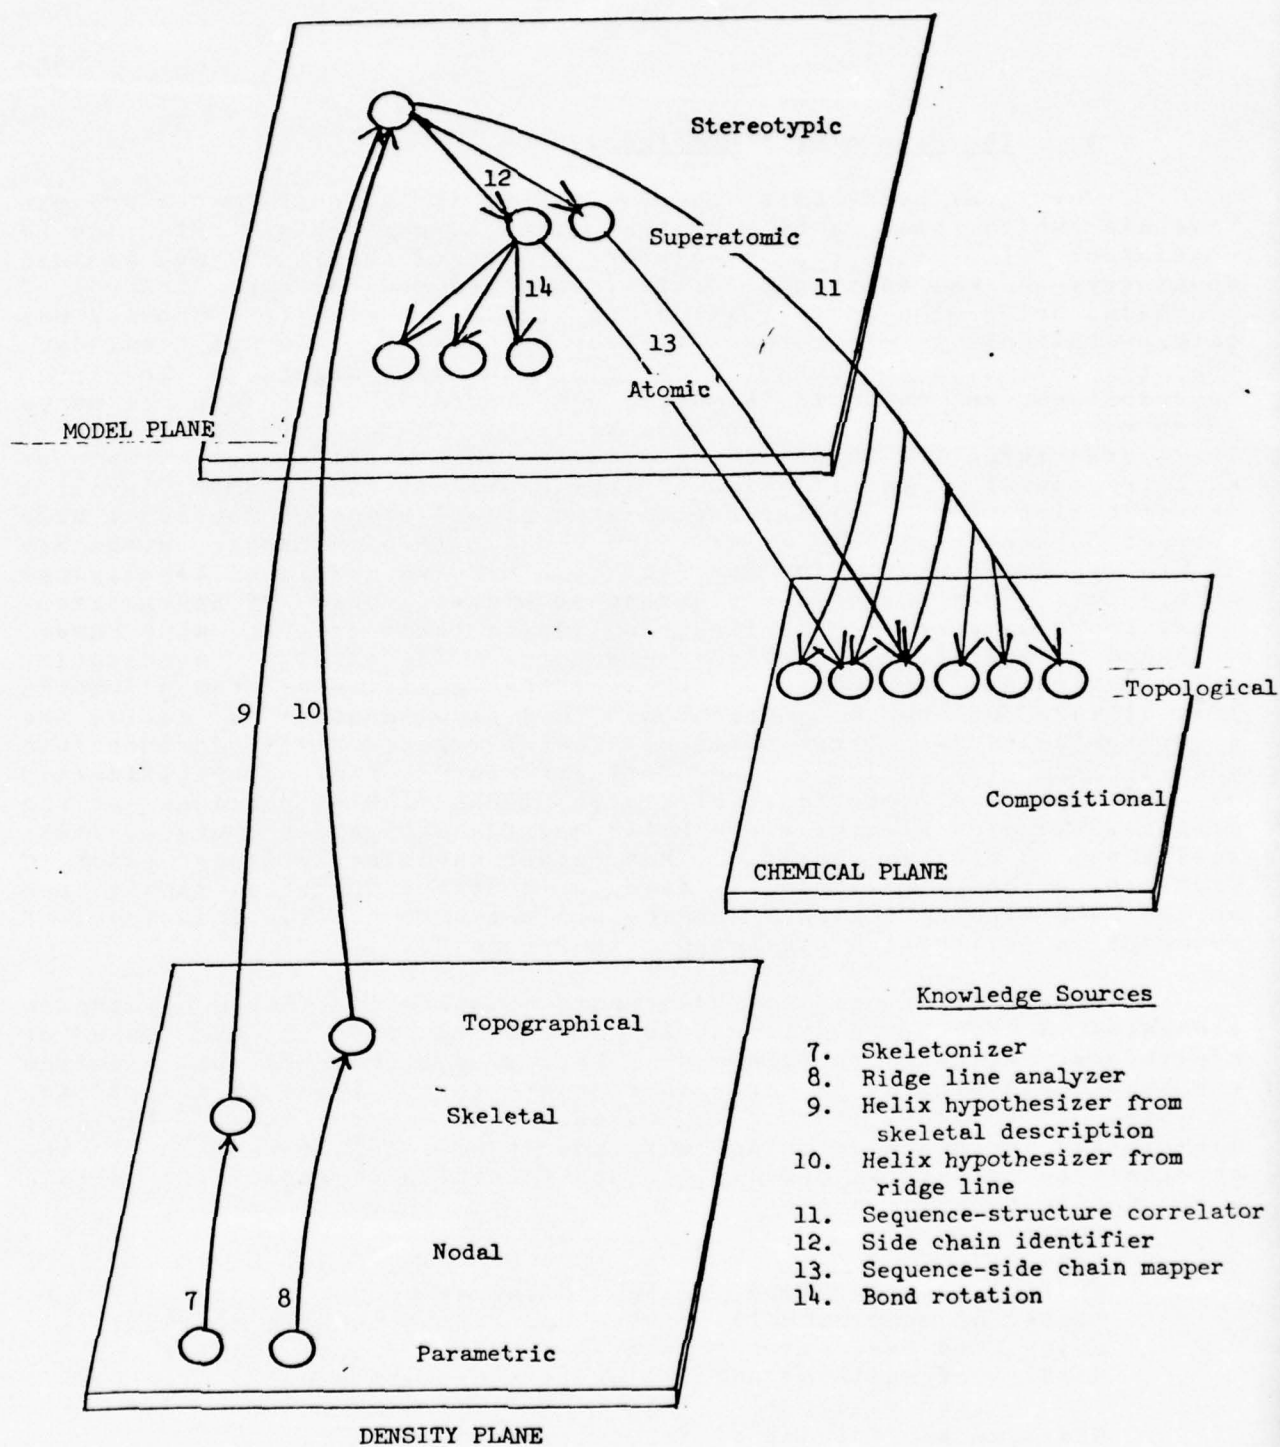 Stereotypic
12
Superatomic
14
11
13
Atomic
MODEL PLANE
9
10
Topological
Compositional
CHEMICAL PLANE
Topographical
Skeletal
Nodal
7
8
Parametric
DENSITY PLANE
Knowledge Sources
7. Skeletonizer
8. Ridge line analyzer
9. Helix hypothesizer from
skeletal description
10. Helix hypothesizer from
ridge line
11. Sequence-structure correlator
12. Side chain identifier
13. Sequence-side chain mapper
14. Bond rotation